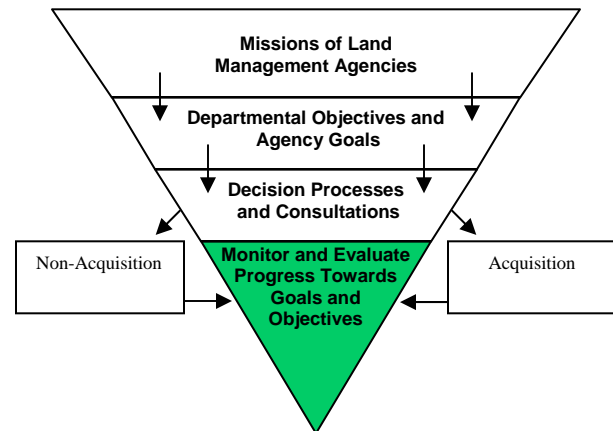 Missions of Land
Management Agencies
Departmental Objectives and
Agency Goals
Decision Processes
and Consultations
Non-Acquisition
Monitor and Evaluate
Progress Towards
Goals and
Objectives
Acquisition